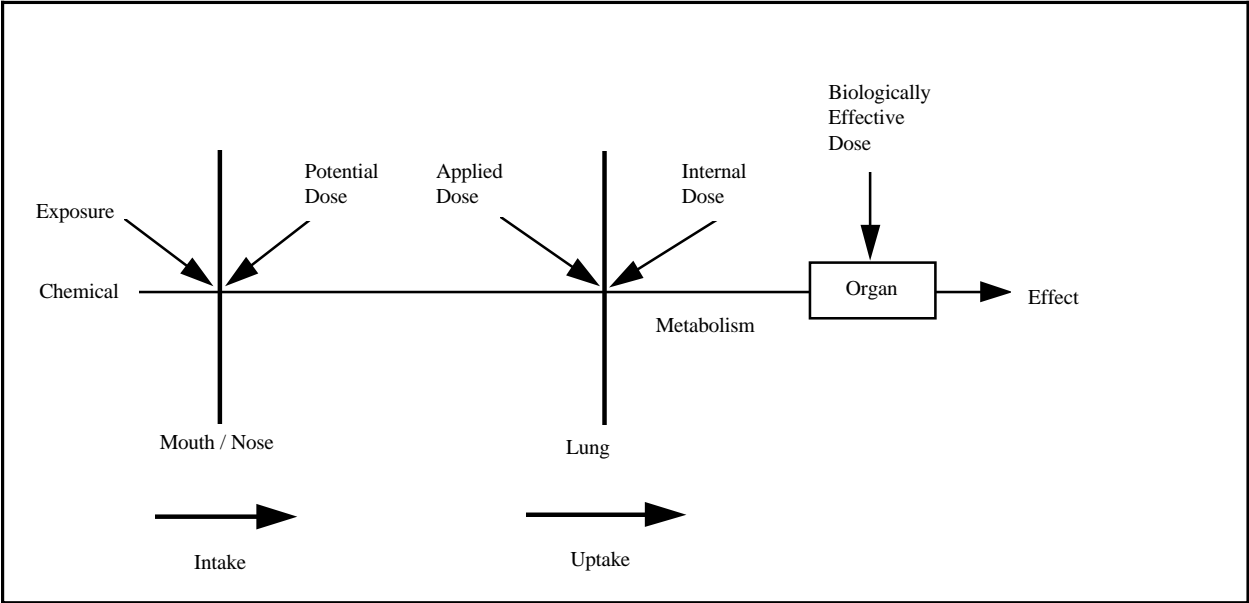 Biologically
Effective
Dose
Potential
Dose
Applied
Dose
Internal
Dose
Exposure
Chemical
Organ
Effect
Metabolism
Mouth / Nose
Lung
Intake
Uptake